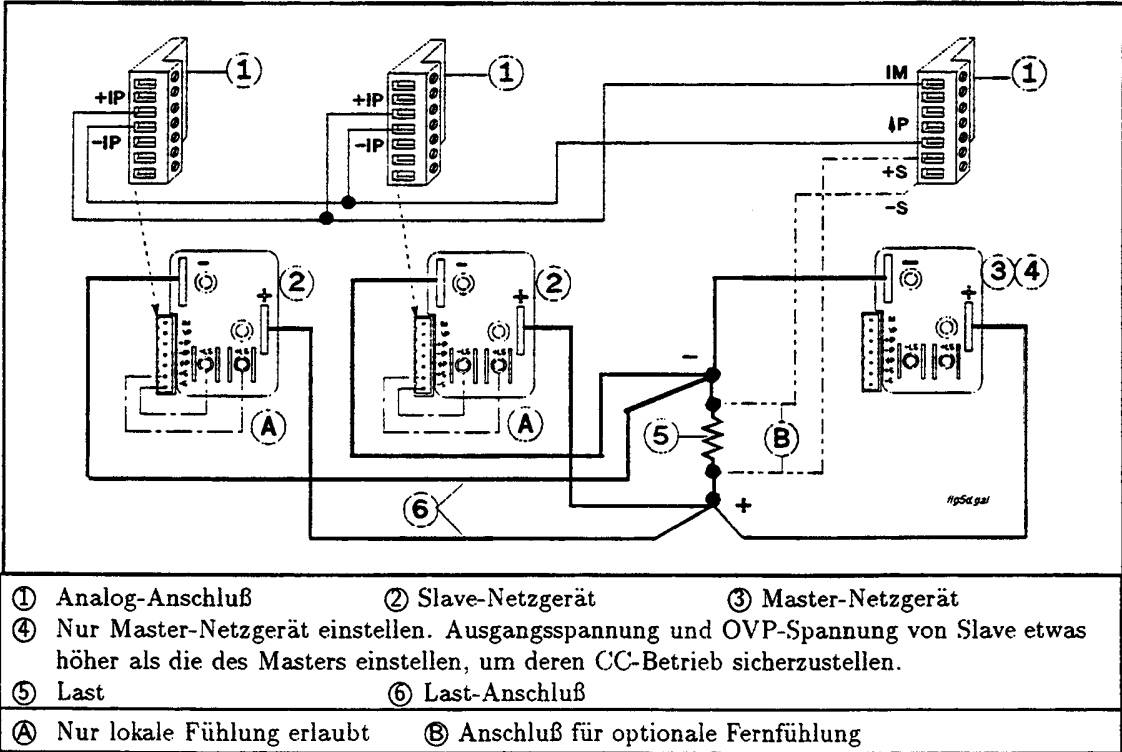 ① ① ①
+IP +IP IM
-IP -IP ↓P
+S
-S
- - -
② ② ③④
+ + +
Ⓐ Ⓐ
-
⑤ Ⓑ
⑥ +
① Analog-Anschluß ② Slave-Netzgerät ③ Master-Netzgerät
④ Nur Master-Netzgerät einstellen. Ausgangsspannung und OVP-Spannung von Slave etwas
höher als die des Masters einstellen, um deren CC-Betrieb sicherzustellen.
⑤ Last ⑥ Last-Anschluß
Ⓐ Nur lokale Fühlung erlaubt Ⓑ Anschluß für optionale Fernfühlung